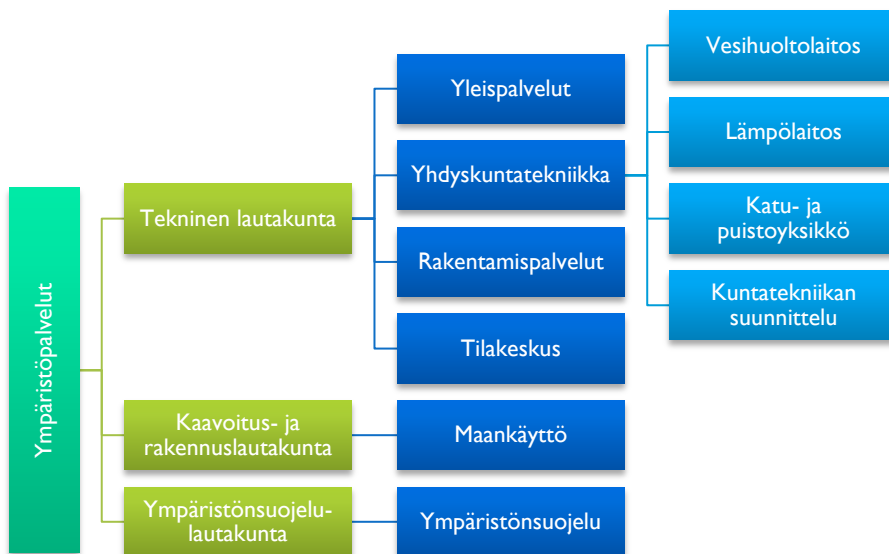 Ympäristöpalvelut
Tekninen lautakunta
Yleispalvelut
Yhdyskuntatekniikka
Vesihuoltolaitos
Lämpölaitos
Katu- ja
puistoyksikkö
Kuntatekniikan
suunnittelu
Rakentamispalvelut
Tilakeskus
Kaavoitus- ja
rakennuslautakunta
Maankäyttö
Ympäristönsuojelu-
lautakunta
Ympäristönsuojelu